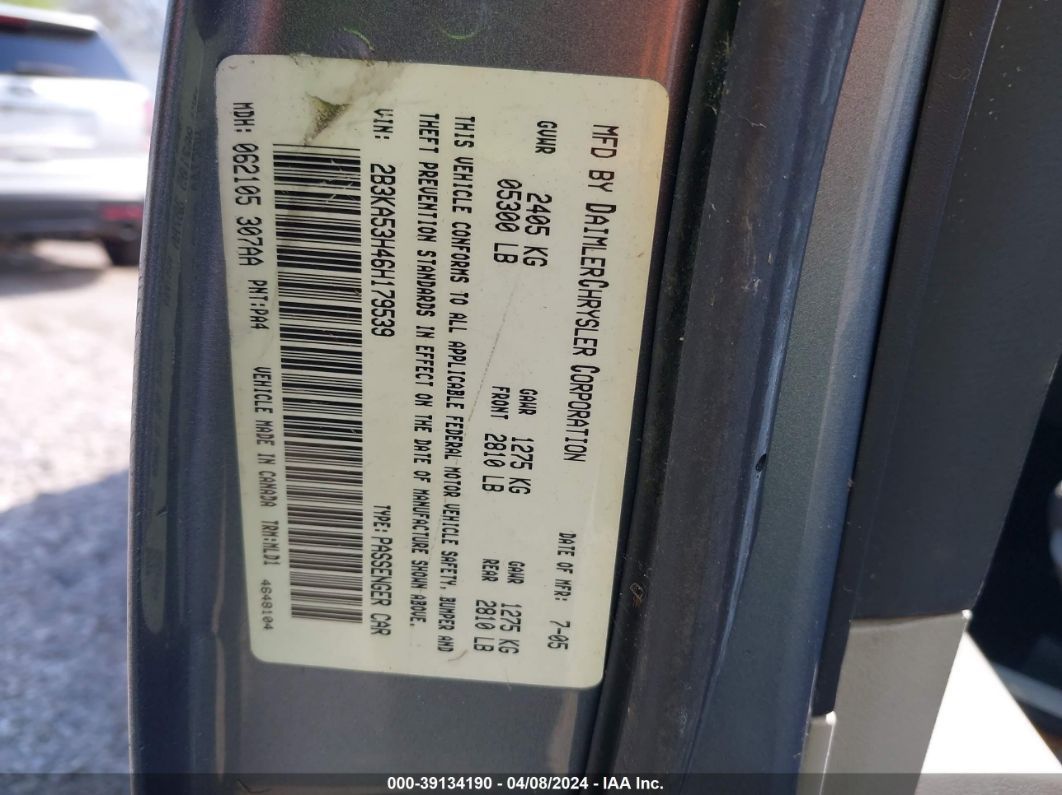 MFD BY DAIMLERCHRYSLER CORPORATION
DATE OF MFR: 7-05
GVWR 2405 KG
05300 LB
GAWR 1275 KG
FRONT 2810 LB
GAWR 1275 KG
REAR 2810 LB
THIS VEHICLE CONFORMS TO ALL APPLICABLE FEDERAL MOTOR VEHICLE SAFETY, BUMPER AND
THEFT PREVENTION STANDARDS IN EFFECT ON THE DATE OF MANUFACTURE SHOWN ABOVE.
VIN: 2B3KA53H46H179539
TYPE: PASSENGER CAR
MDH: 062105 307AA PNT:PA4 VEHICLE MADE IN CANADA TRM:MLD1 4648104
000-39134190 - 04/08/2024 - IAA Inc.